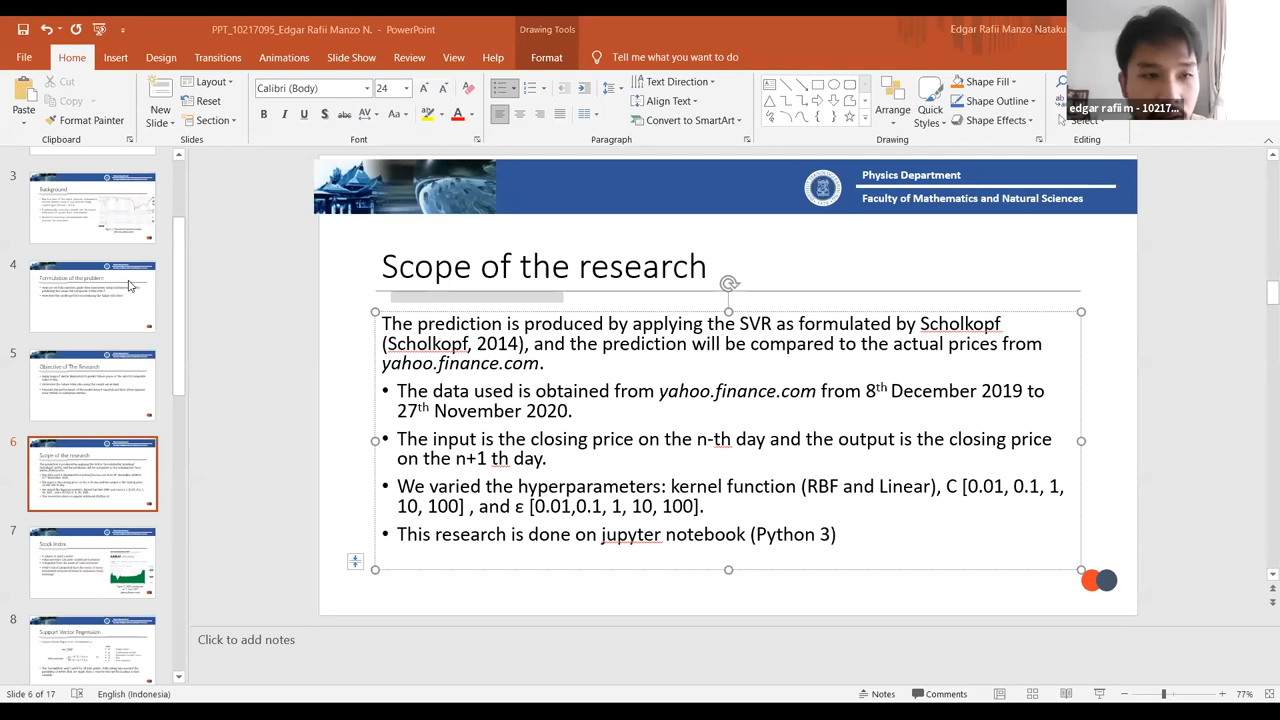 PPT_10217095_Edgar Rafii Manzo N. - PowerPoint
Drawing Tools
Edgar Rafii Manzo Nataku
File
Home
Insert
Design
Transitions
Animations
Slide Show
Review
View
Help
Format
Tell me what you want to do
edgar rafii m - 10217...
Paste
Cut
Copy
Format Painter
Clipboard
New
Slide
Layout
Reset
Section
Slides
Calibri (Body)
24
Font
Text Direction
Align Text
Convert to SmartArt
Paragraph
Arrange
Quick
Styles
Shape Fill
Shape Outline
Shape Effects
Drawing
Select
Editing
3
Background
4
Formulation of the problem
5
Objective of The Research
6
Scope of the research
7
Stock Index
8
Support Vector Regression
Physics Department
Faculty of Mathematics and Natural Sciences
Scope of the research
The prediction is produced by applying the SVR as formulated by Scholkopf
(Scholkopf, 2014), and the prediction will be compared to the actual prices from
yahoo.finance.com.
• The data used is obtained from yahoo.finance.com from 8th December 2019 to
27th November 2020.
• The input is the closing price on the n-th day and the output is the closing price
on the n+1 th day.
• We varied the hyperparameters: kernel function (RBF and Linear), C [0.01, 0.1, 1,
10, 100] , and ε [0.01,0.1, 1, 10, 100].
• This research is done on jupyter notebook (Python 3)
Click to add notes
Slide 6 of 17
English (Indonesia)
Notes
Comments
77%